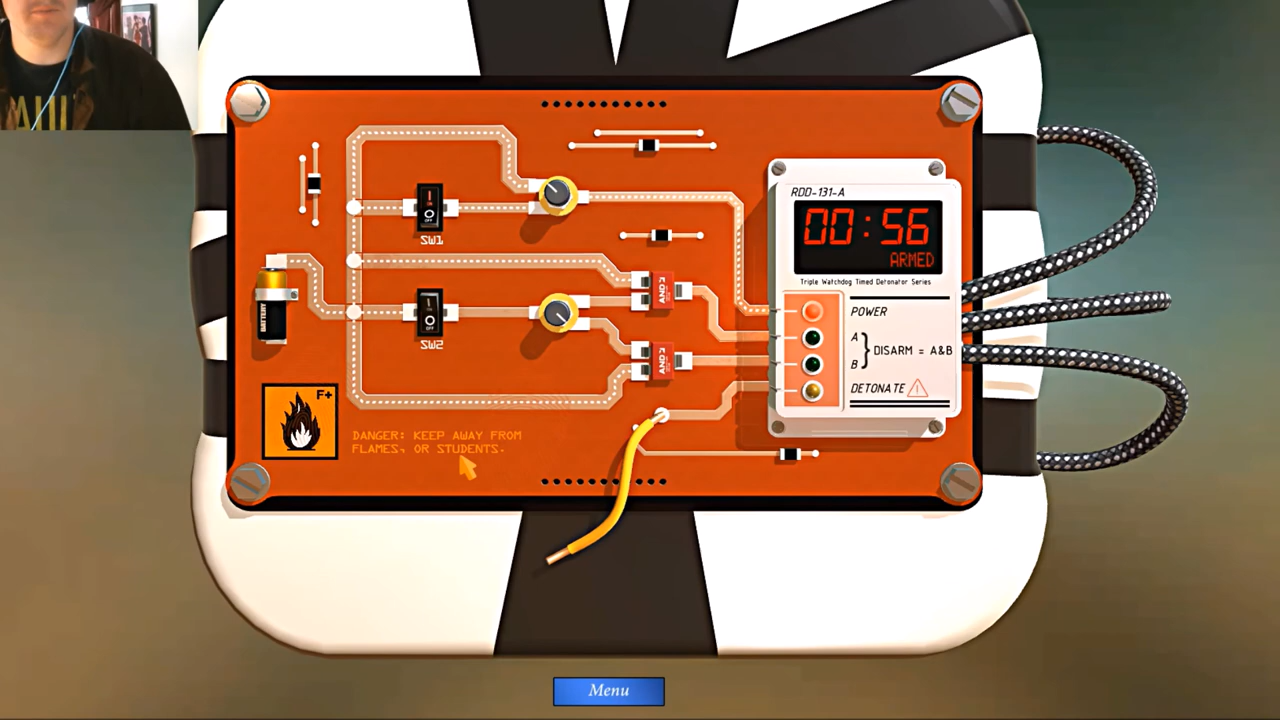 RDD-131-A
00:56
ARMED
Triple Watchdog Timed Detonator Series
POWER
A
B
DISARM = A&B
DETONATE
SW1
SW2
AND
AND
BATTERY
F+
DANGER: KEEP AWAY FROM
FLAMES, OR STUDENTS.
Menu